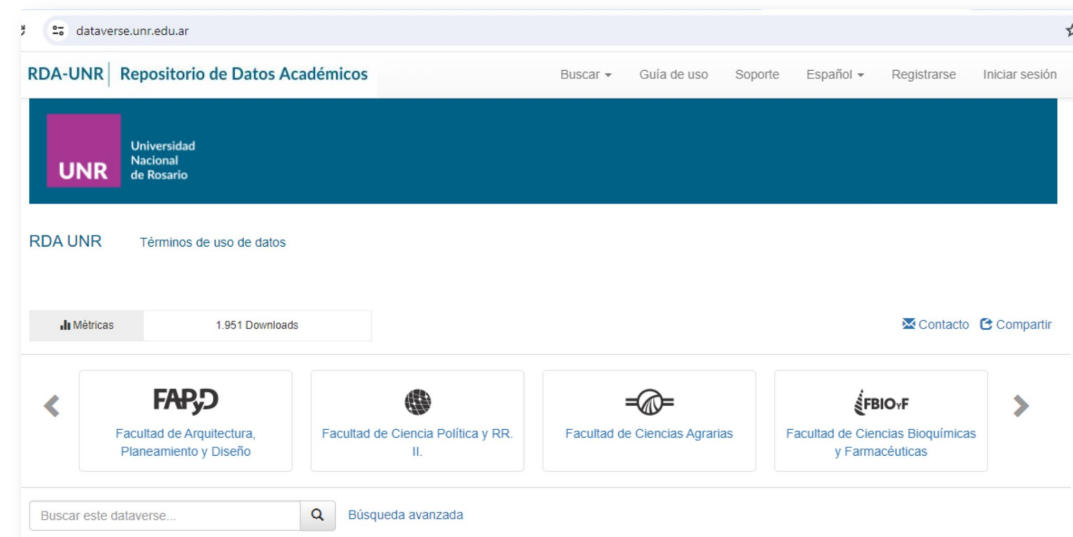 dataverse.unr.edu.ar
RDA-UNR Repositorio de Datos Académicos
Buscar Guía de uso Soporte Español Registrarse Iniciar sesión
UNR
Universidad
Nacional
de Rosario
RDA UNR Términos de uso de datos
Métricas 1.951 Downloads
Contacto Compartir
FAPyD
Facultad de Arquitectura,
Planeamiento y Diseño
Facultad de Ciencia Política y RR.
II.
Facultad de Ciencias Agrarias
FBIOyF
Facultad de Ciencias Bioquímicas
y Farmacéuticas
Buscar este dataverse... Búsqueda avanzada